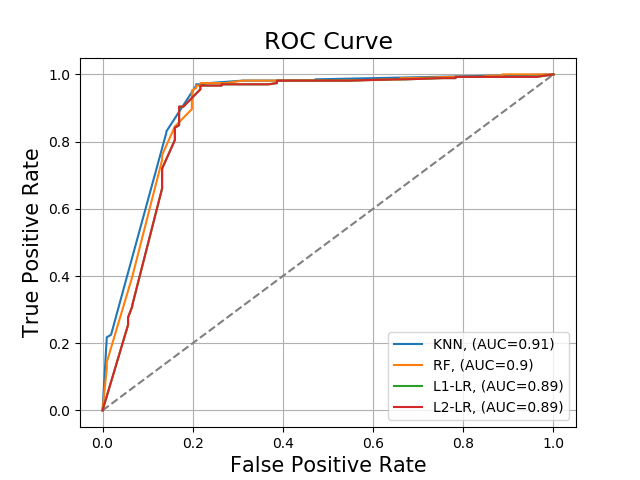 ROC Curve
True Positive Rate
1.0
0.8
0.6
0.4
0.2
0.0
KNN, (AUC=0.91)
RF, (AUC=0.9)
L1-LR, (AUC=0.89)
L2-LR, (AUC=0.89)
0.0 0.2 0.4 0.6 0.8 1.0
False Positive Rate